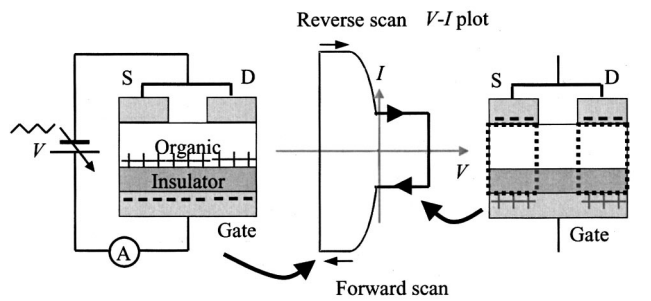 Reverse scan V-I plot
S D
I
S D
V
Organic
Insulator
V
Gate
A
Gate
Forward scan